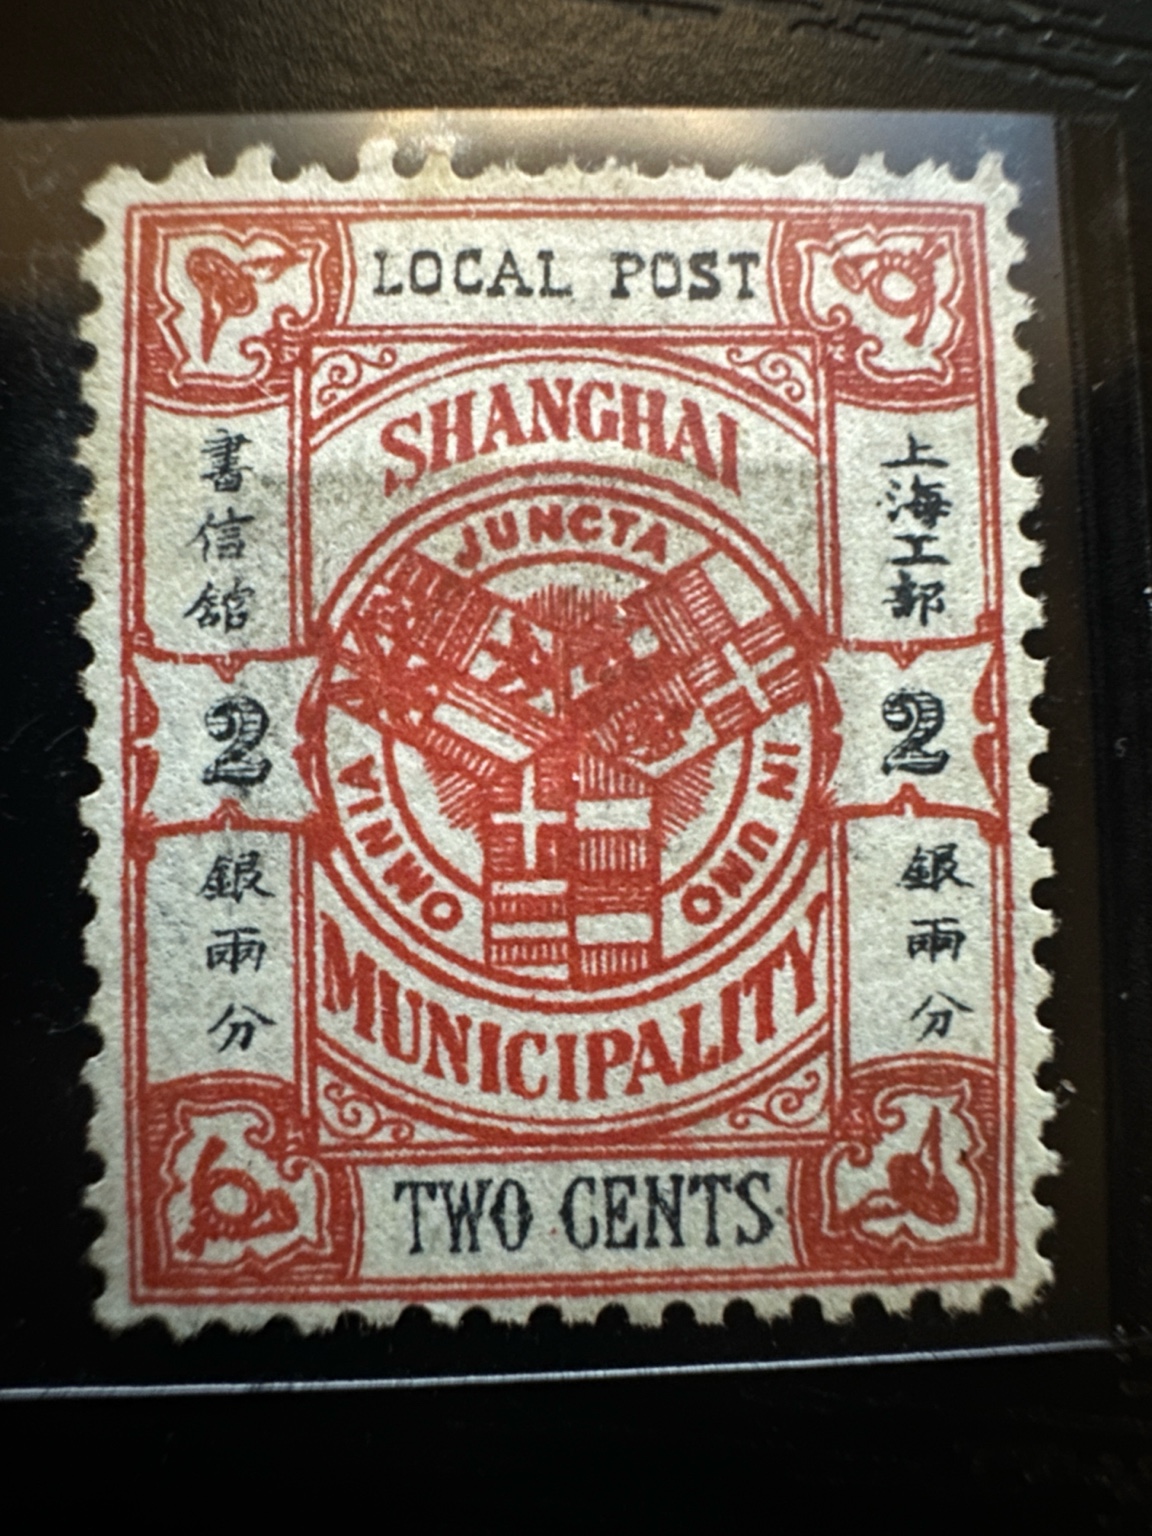 LOCAL POST
SHANGHAI
JUNCTA IN UNO OMNIA
上海工部
書信館
2
2
銀兩分
銀兩分
MUNICIPALITY
TWO CENTS